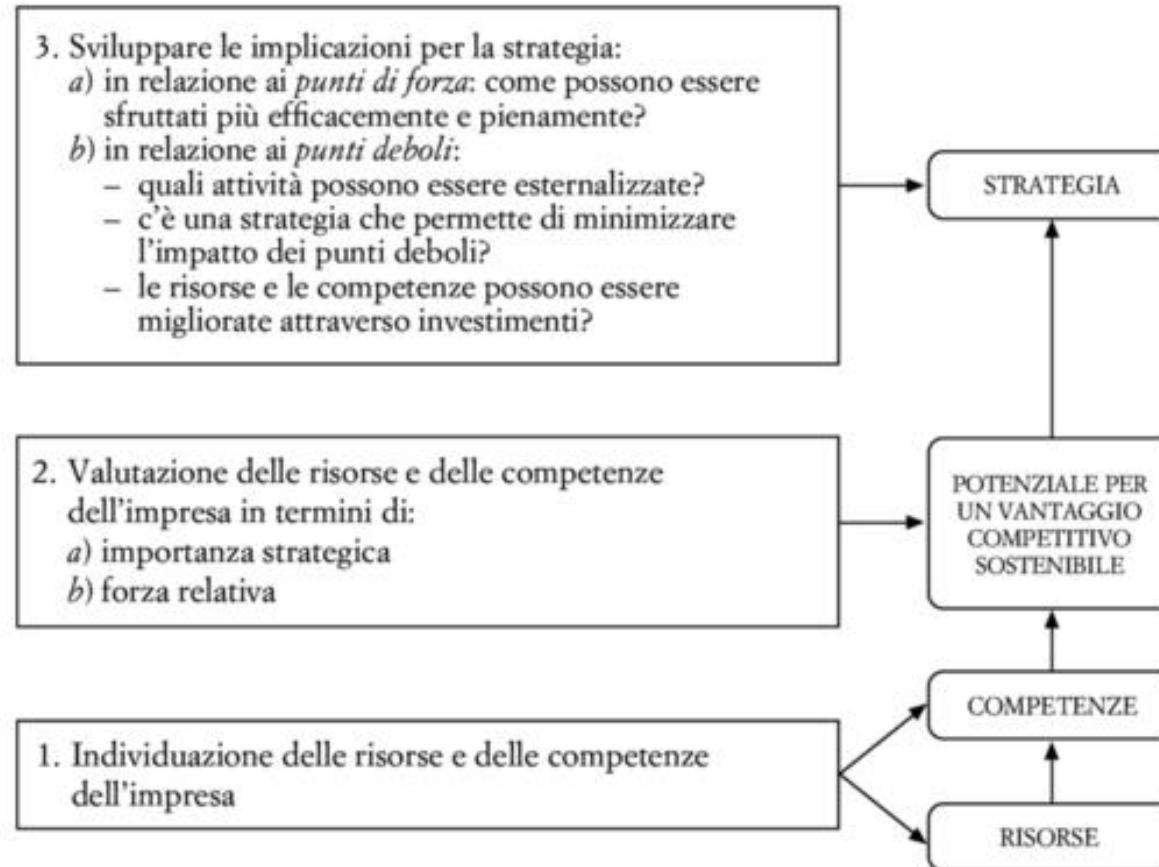 3. Sviluppare le implicazioni per la strategia:
a) in relazione ai punti di forza: come possono essere
sfruttati più efficacemente e pienamente?
b) in relazione ai punti deboli:
– quali attività possono essere esternalizzate?
– c'è una strategia che permette di minimizzare
l'impatto dei punti deboli?
– le risorse e le competenze possono essere
migliorate attraverso investimenti?
STRATEGIA
2. Valutazione delle risorse e delle competenze
dell'impresa in termini di:
a) importanza strategica
b) forza relativa
POTENZIALE PER
UN VANTAGGIO
COMPETITIVO
SOSTENIBILE
1. Individuazione delle risorse e delle competenze
dell'impresa
COMPETENZE
RISORSE